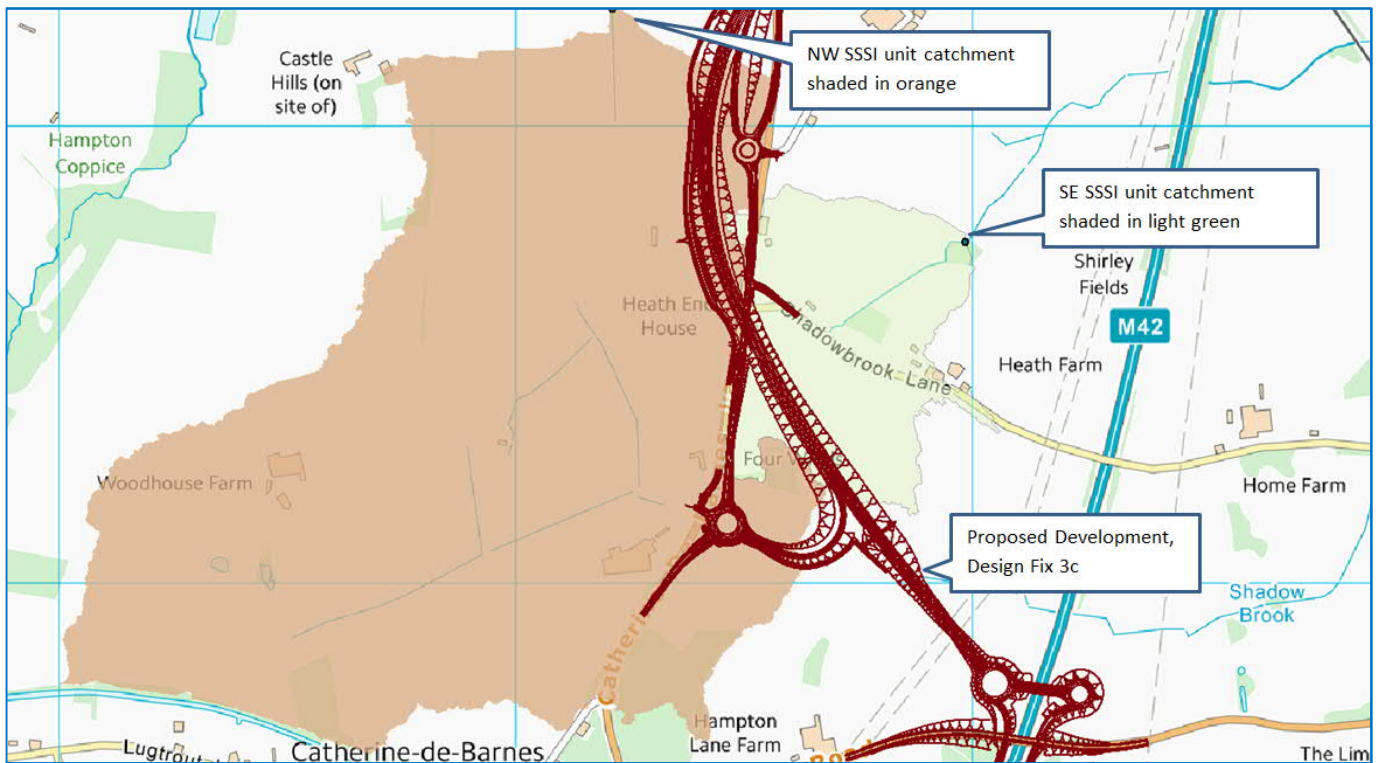 NW SSSI unit catchment
shaded in orange
Castle
Hills (on
site of)
Hampton
Coppice
SE SSSI unit catchment
shaded in light green
Shirley
Fields
M42
Heath End
House
Shadowbrook Lane
Heath Farm
Four
Woodhouse Farm
Home Farm
Proposed Development,
Design Fix 3c
Shadow
Brook
Hampton
Lane Farm
Catherine-de-Barnes
The Lim